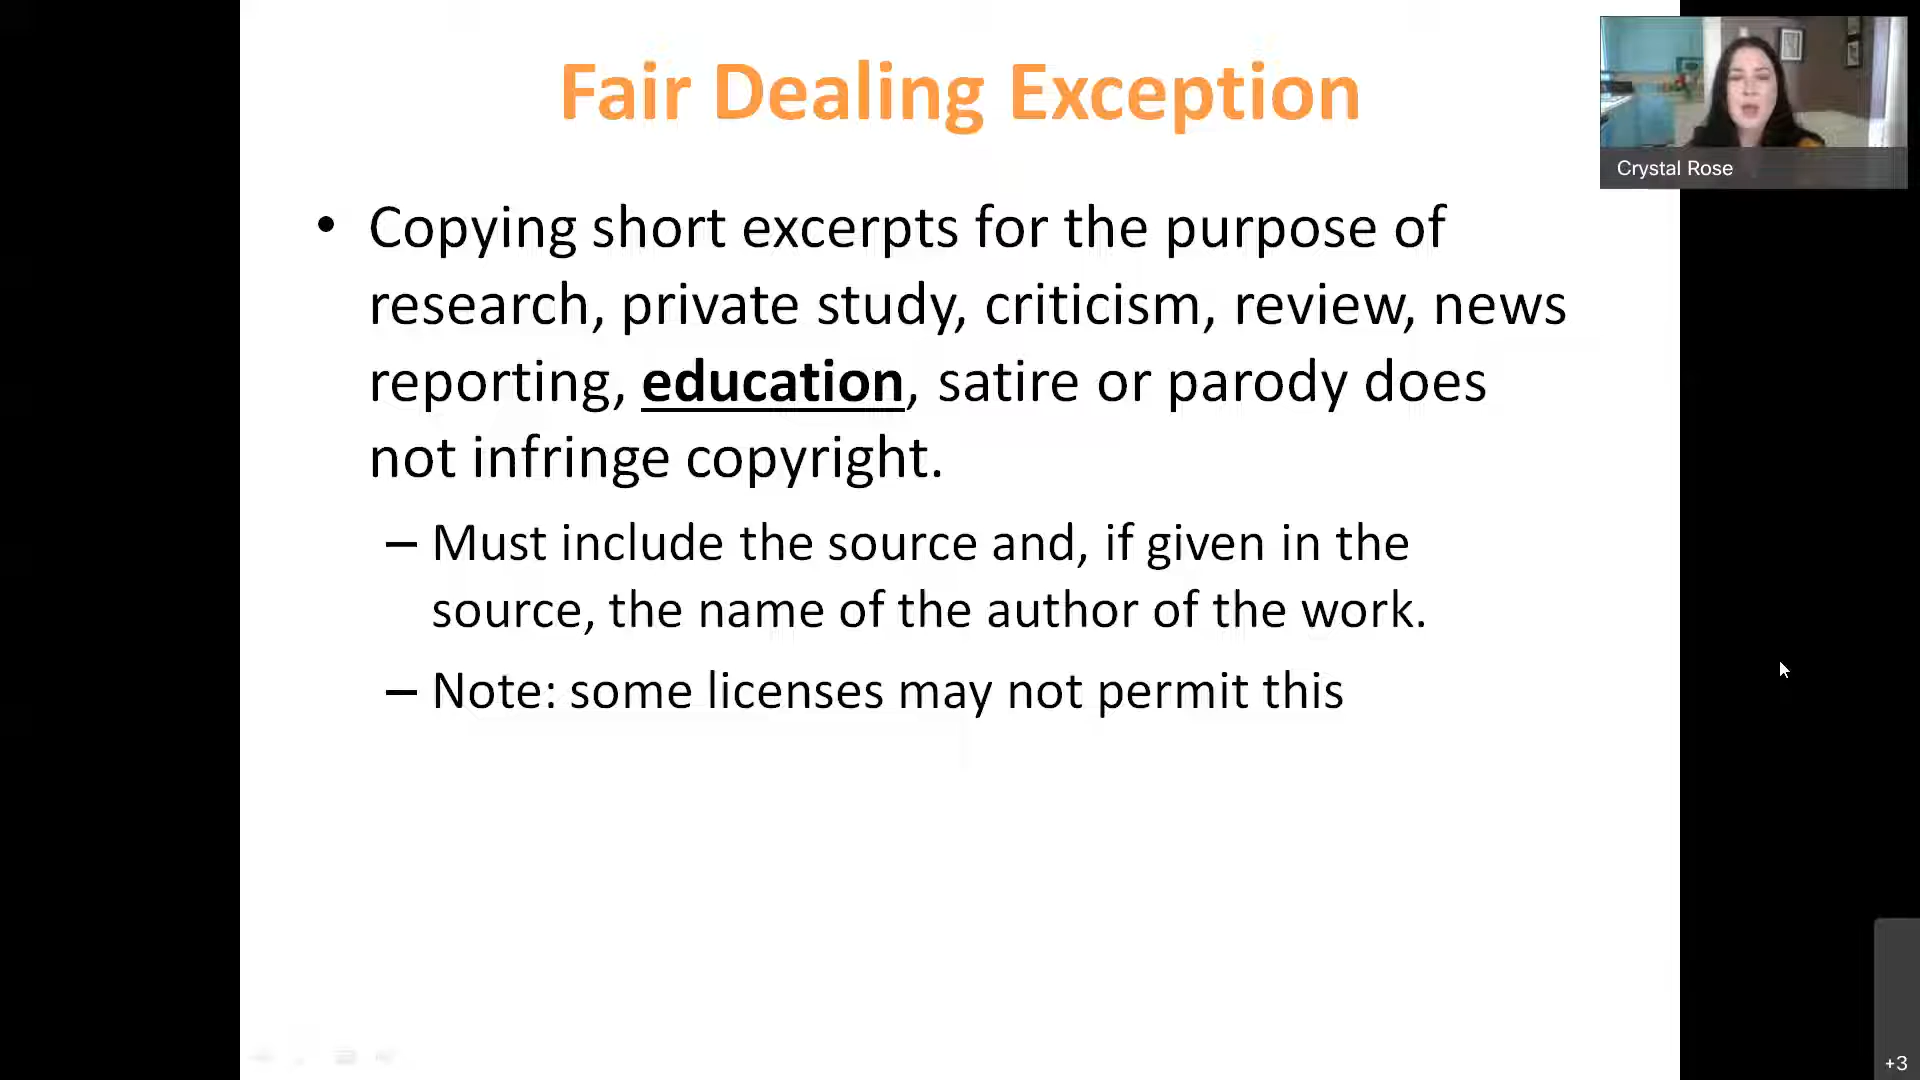 Fair Dealing Exception
Crystal Rose
• Copying short excerpts for the purpose of
research, private study, criticism, review, news
reporting, education, satire or parody does
not infringe copyright.
– Must include the source and, if given in the
source, the name of the author of the work.
– Note: some licenses may not permit this
+3